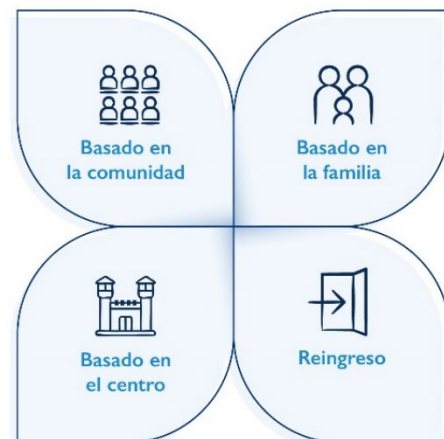 Basado en
la comunidad
Basado en
la familia
Basado en
el centro
Reingreso